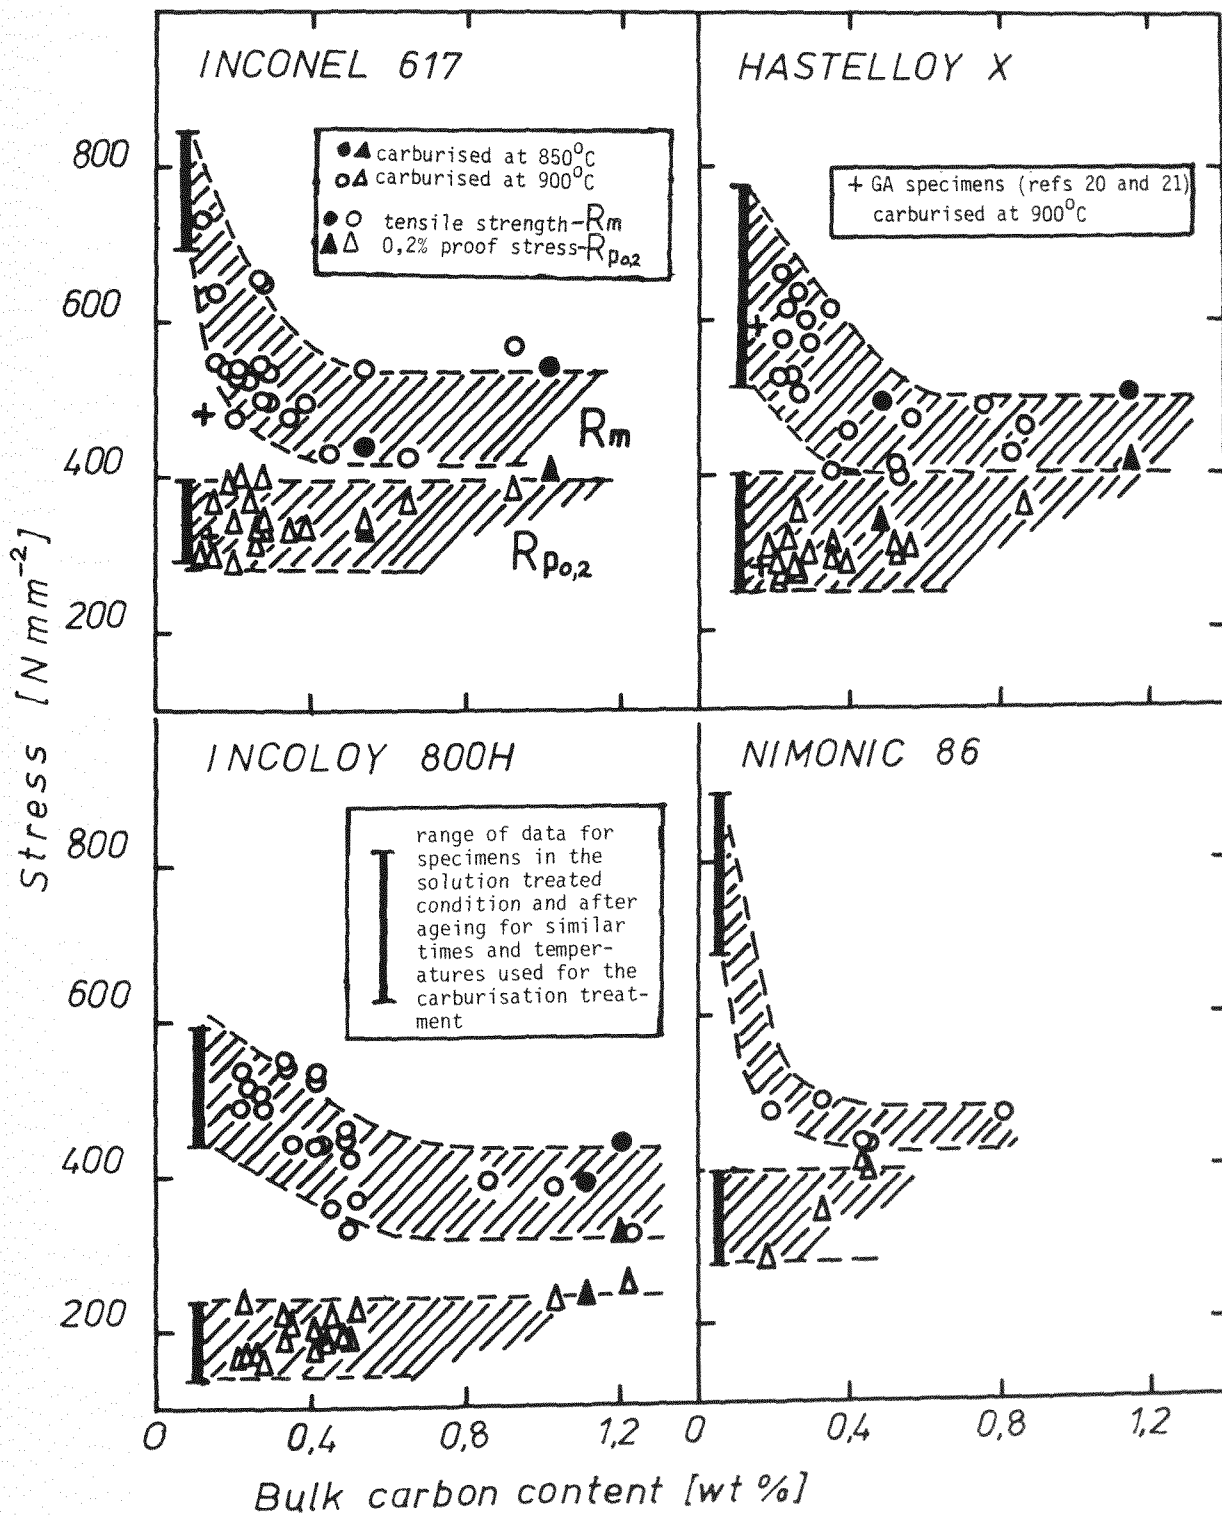 INCONEL 617
carburised at 850°C
carburised at 900°C
tensile strength-Rm
0,2% proof stress-Rp0,2
800
600
400
200
Rm
Rp0,2
HASTELLOY X
+ GA specimens (refs 20 and 21)
carburised at 900°C
Stress [N mm-2]
INCOLOY 800H
range of data for
specimens in the
solution treated
condition and after
ageing for similar
times and temper-
atures used for the
carburisation treat-
ment
800
600
400
200
NIMONIC 86
0 0,4 0,8 1,2 0 0,4 0,8 1,2
Bulk carbon content [wt %]